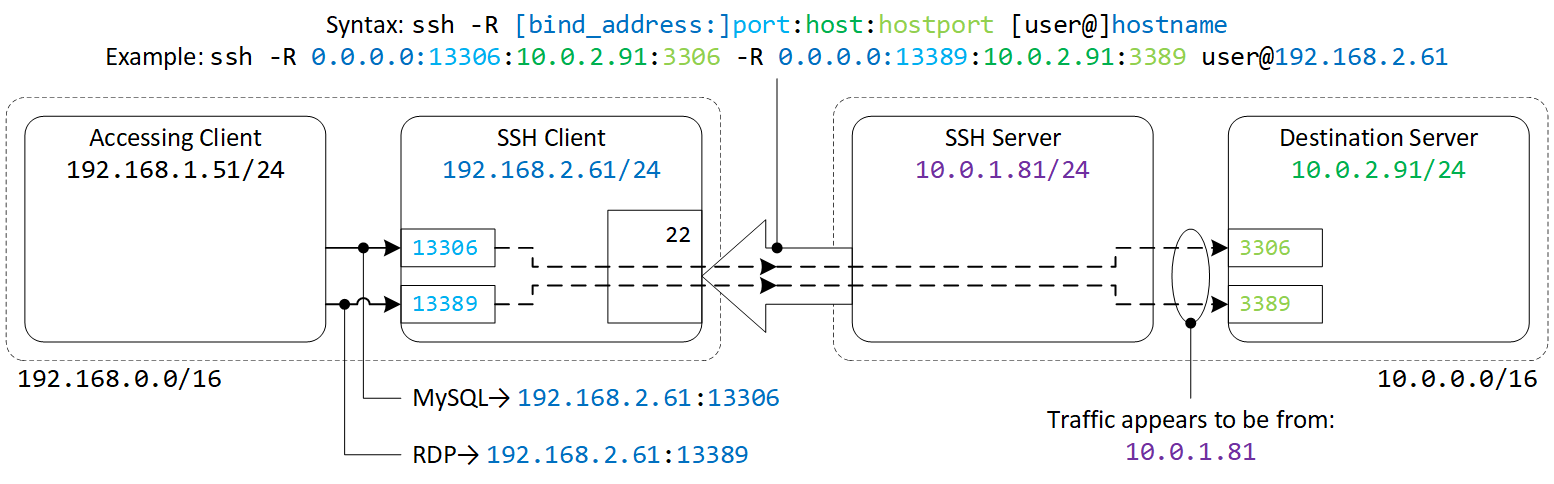 Syntax: ssh -R [bind_address:]port:host:hostport [user@]hostname
Example: ssh -R 0.0.0.0:13306:10.0.2.91:3306 -R 0.0.0.0:13389:10.0.2.91:3389 user@192.168.2.61
Accessing Client
192.168.1.51/24
SSH Client
192.168.2.61/24
SSH Server
10.0.1.81/24
Destination Server
10.0.2.91/24
22
13306
3306
13389
3389
192.168.0.0/16
10.0.0.0/16
MySQL→ 192.168.2.61:13306
RDP→ 192.168.2.61:13389
Traffic appears to be from:
10.0.1.81